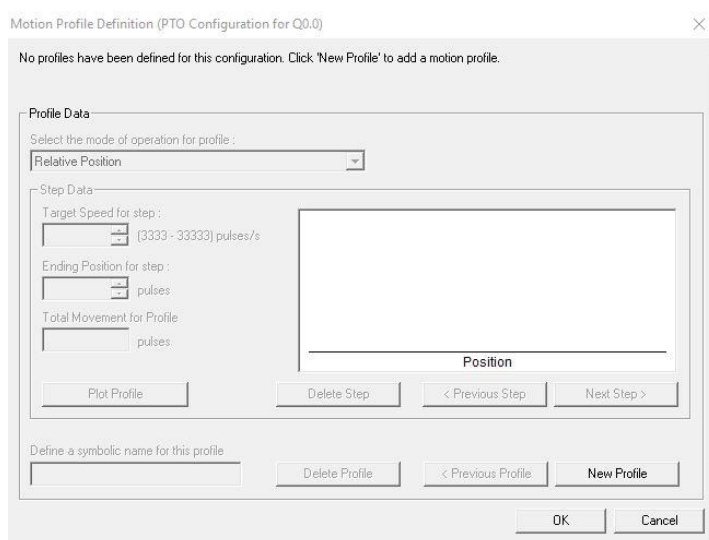 Motion Profile Definition (PTO Configuration for Q0.0)
No profiles have been defined for this configuration. Click 'New Profile' to add a motion profile.
Profile Data
Select the mode of operation for profile :
Relative Position
Step Data
Target Speed for step :
(3333 - 33333) pulses/s
Ending Position for step :
pulses
Total Movement for Profile
pulses
Position
Plot Profile
Delete Step
< Previous Step
Next Step >
Define a symbolic name for this profile
Delete Profile
< Previous Profile
New Profile
OK
Cancel